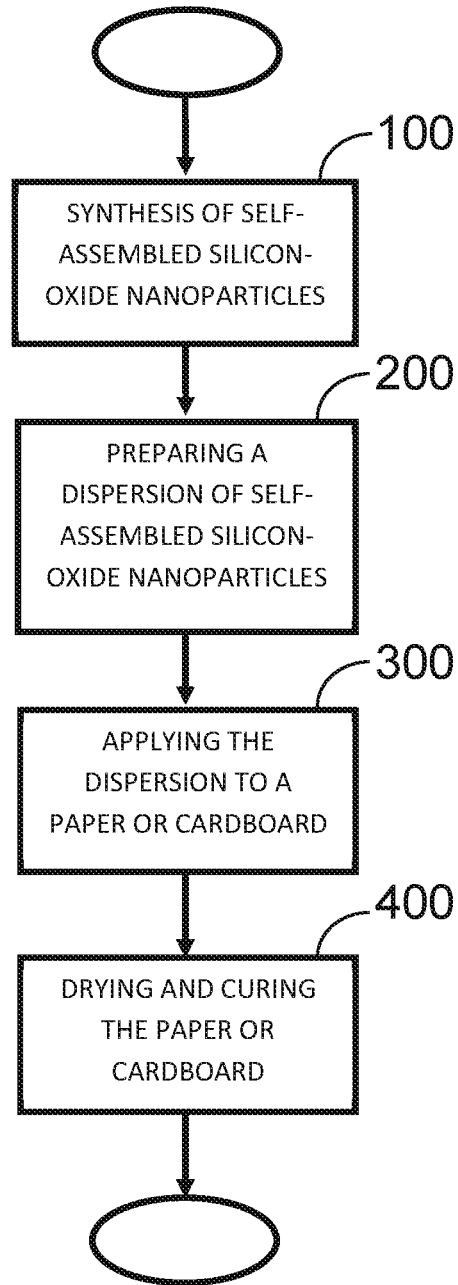 100
SYNTHESIS OF SELF-
ASSEMBLED SILICON-
OXIDE NANOPARTICLES
200
PREPARING A
DISPERSION OF SELF-
ASSEMBLED SILICON-
OXIDE NANOPARTICLES
300
APPLYING THE
DISPERSION TO A
PAPER OR CARDBOARD
400
DRYING AND CURING
THE PAPER OR
CARDBOARD